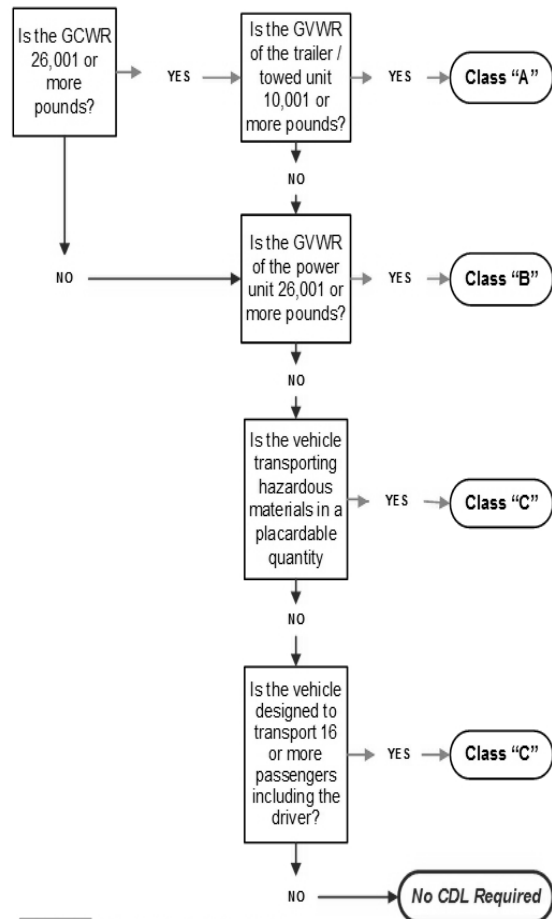 Is the GCWR
26,001 or
more
pounds?
YES
Is the GVWR
of the trailer /
towed unit
10,001 or
more pounds?
YES
Class “A”
NO
NO
Is the GVWR
of the power
unit 26,001 or
more pounds?
YES
Class “B”
NO
Is the vehicle
transporting
hazardous
materials in a
placardable
quantity
YES
Class “C”
NO
Is the vehicle
designed to
transport 16
or more
passengers
including the
driver?
YES
Class “C”
NO
No CDL Required